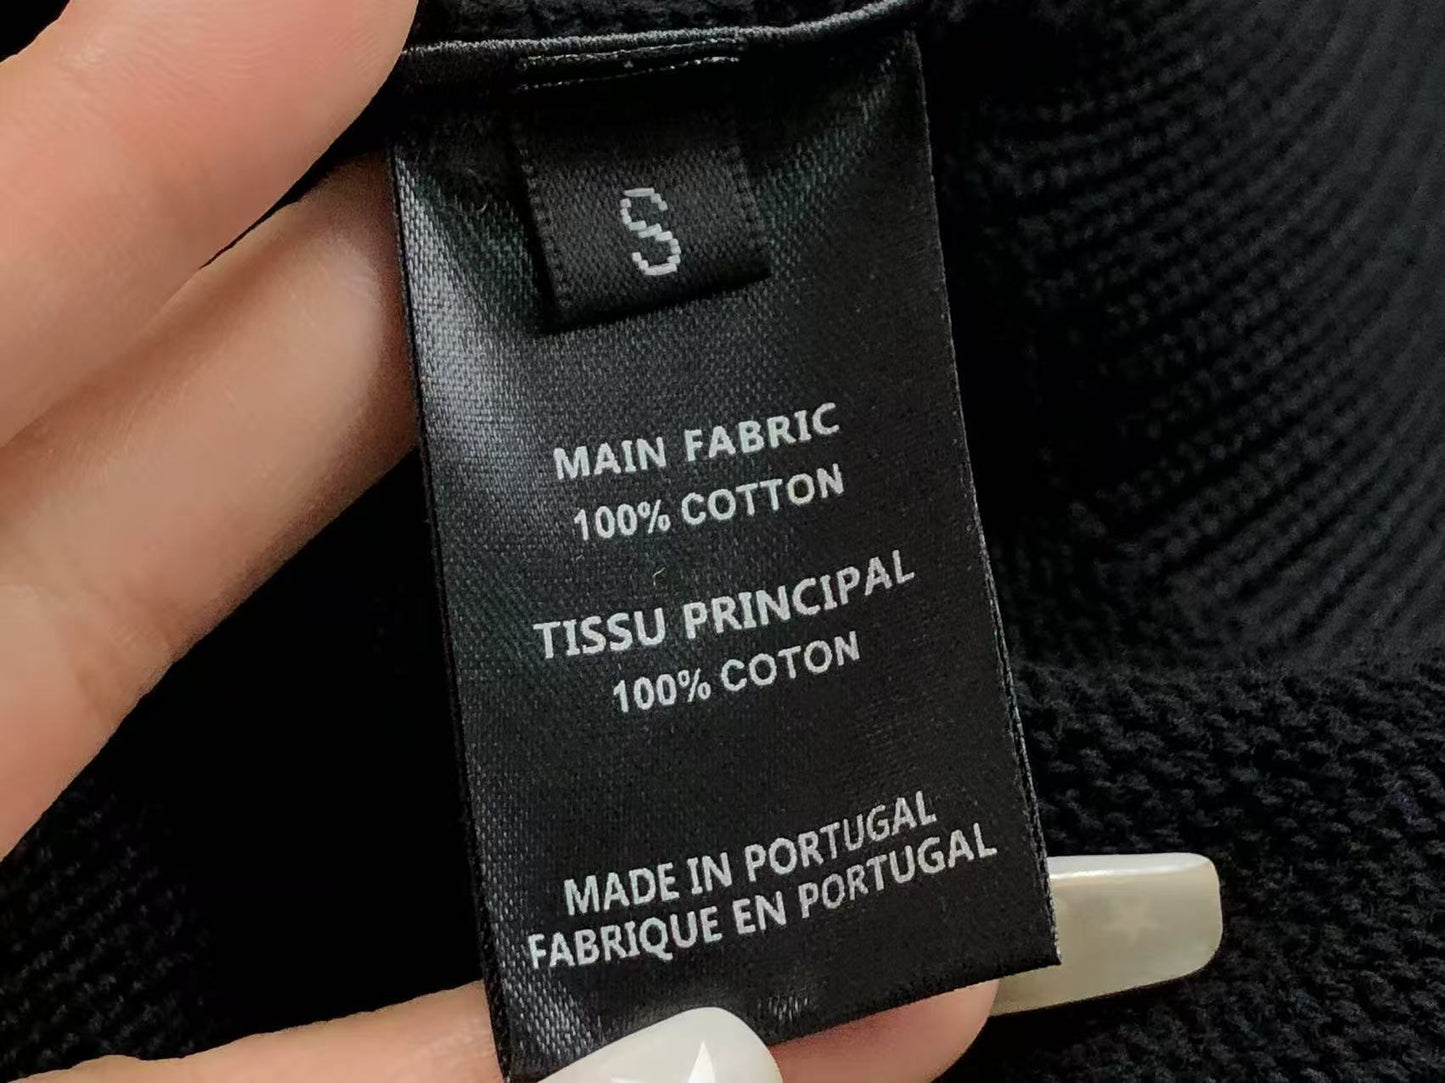 S
MAIN FABRIC
100% COTTON
TISSU PRINCIPAL
100% COTON
MADE IN PORTUGAL
FABRIQUE EN PORTUGAL